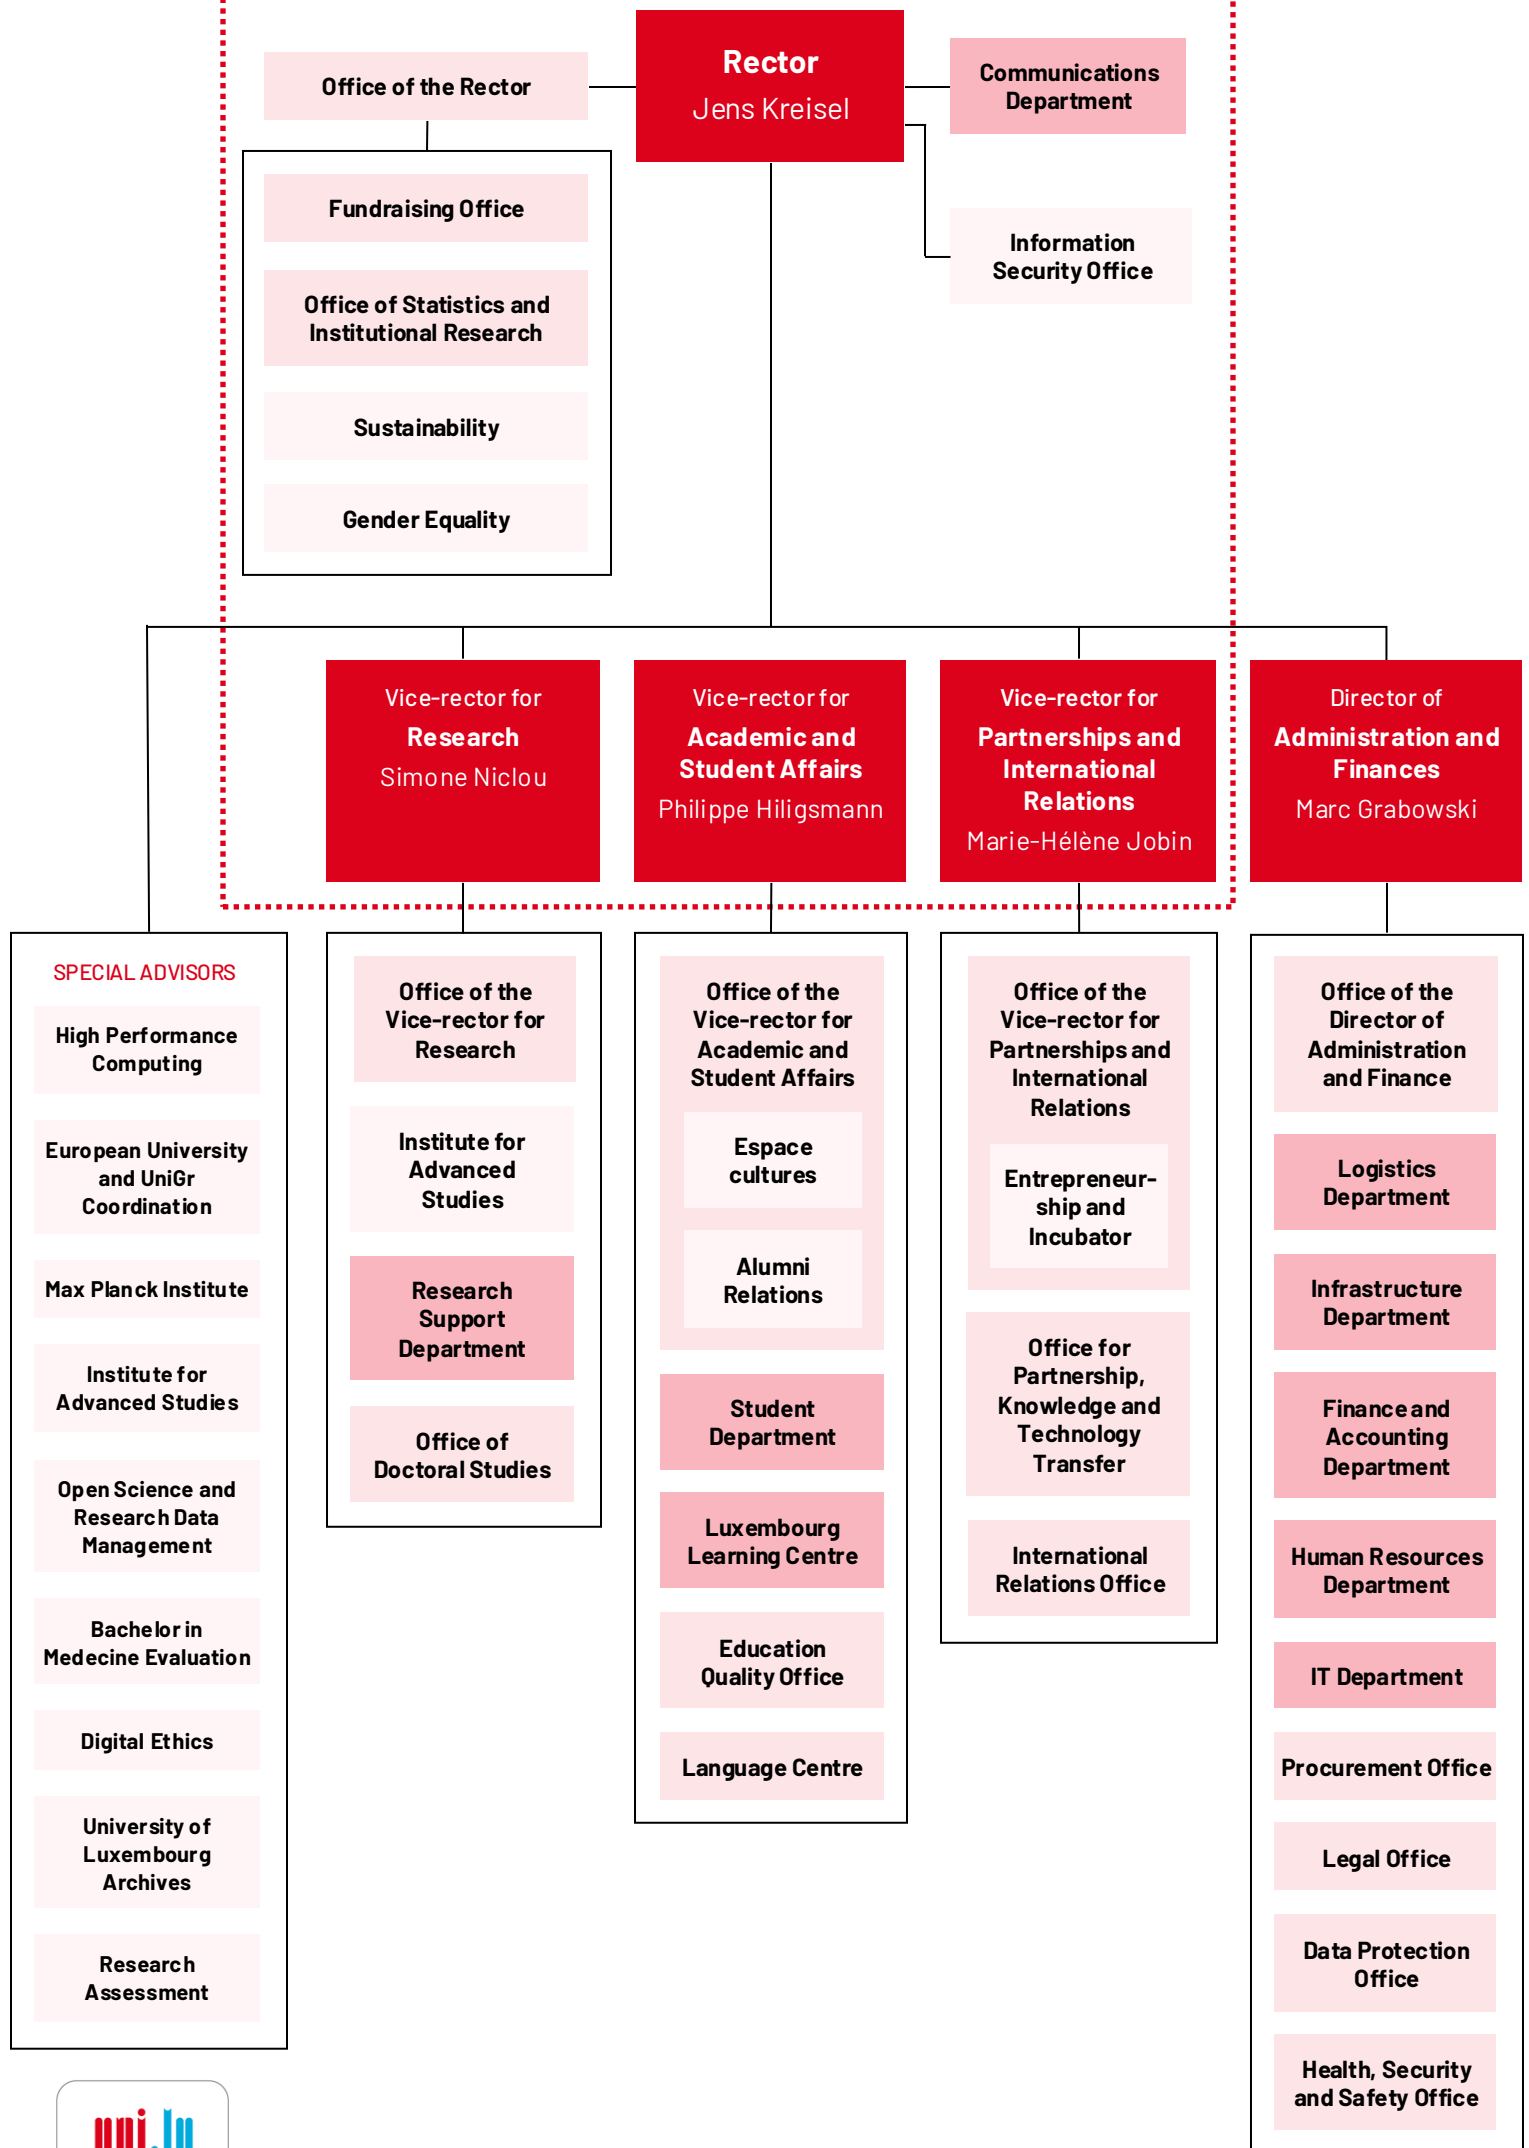 Rector
Jens Kreisel
Office of the Rector
Communications
Department
Fundraising Office
Office of Statistics and
Institutional Research
Sustainability
Gender Equality
Information
Security Office
Vice-rector for
Research
Simone Niclou
Vice-rector for
Academic and
Student Affairs
Philippe Hiligsmann
Vice-rector for
Partnerships and
International
Relations
Marie-Hélène Jobin
Director of
Administration and
Finances
Marc Grabowski
SPECIAL ADVISORS
High Performance
Computing
European University
and UniGr
Coordination
Max Planck Institute
Institute for
Advanced Studies
Open Science and
Research Data
Management
Bachelor in
Medecine Evaluation
Digital Ethics
University of
Luxembourg
Archives
Research
Assessment
Office of the
Vice-rector for
Research
Institute for
Advanced
Studies
Research
Support
Department
Office of
Doctoral Studies
Office of the
Vice-rector for
Academic and
Student Affairs
Espace
cultures
Alumni
Relations
Student
Department
Luxembourg
Learning Centre
Education
Quality Office
Language Centre
Office of the
Vice-rector for
Partnerships and
International
Relations
Entrepreneur-
ship and
Incubator
Office for
Partnership,
Knowledge and
Technology
Transfer
International
Relations Office
Office of the
Director of
Administration
and Finance
Logistics
Department
Infrastructure
Department
Finance and
Accounting
Department
Human Resources
Department
IT Department
Procurement Office
Legal Office
Data Protection
Office
Health, Security
and Safety Office
uni.lu